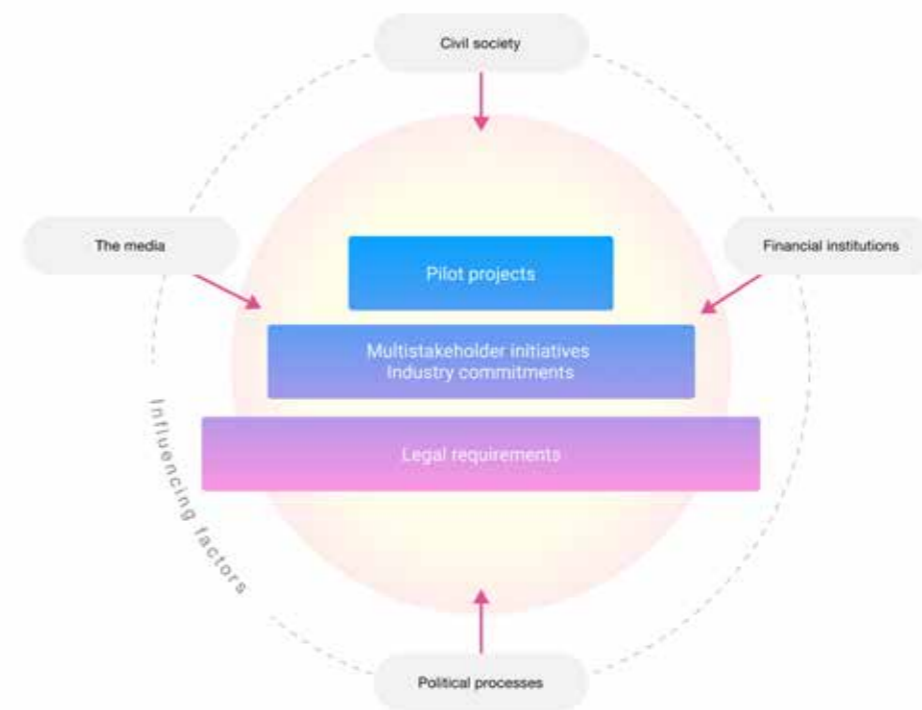 Civil society
The media
Financial institutions
Pilot projects
Multistakeholder initiatives
Industry commitments
Legal requirements
Influencing factors
Political processes